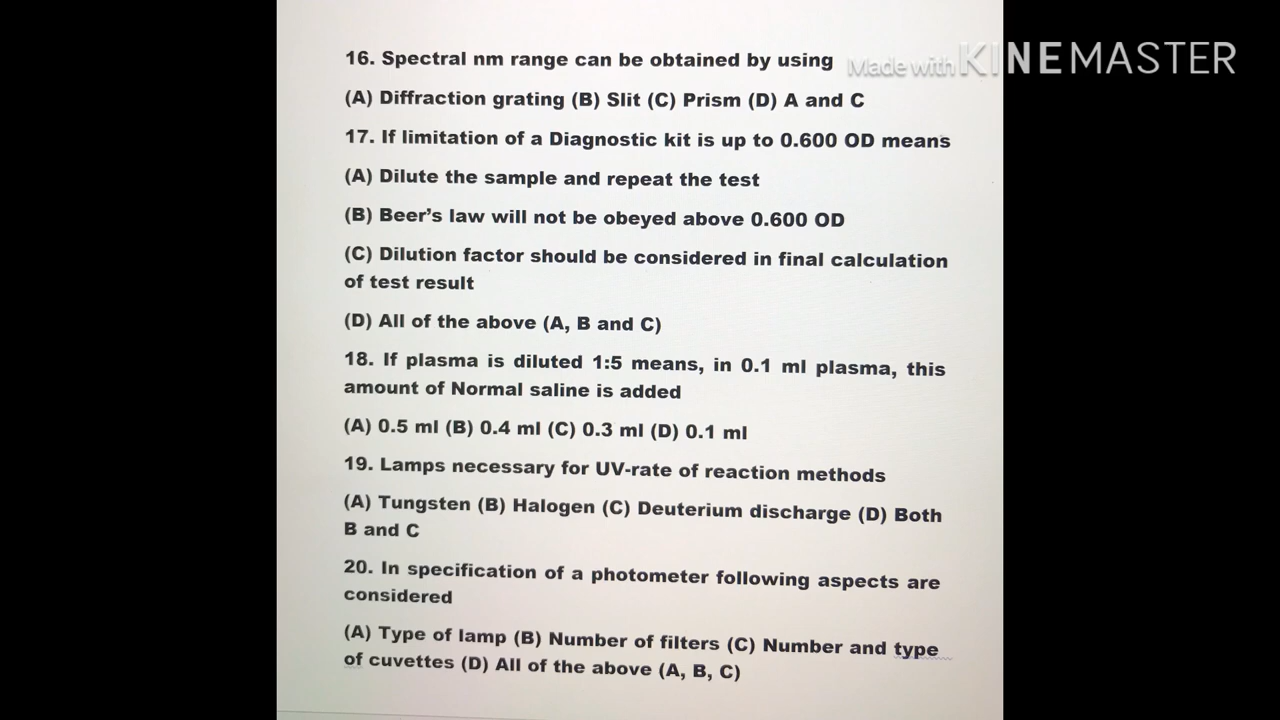 Made with KINEMASTER
16. Spectral nm range can be obtained by using
(A) Diffraction grating (B) Slit (C) Prism (D) A and C
17. If limitation of a Diagnostic kit is up to 0.600 OD means
(A) Dilute the sample and repeat the test
(B) Beer’s law will not be obeyed above 0.600 OD
(C) Dilution factor should be considered in final calculation
of test result
(D) All of the above (A, B and C)
18. If plasma is diluted 1:5 means, in 0.1 ml plasma, this
amount of Normal saline is added
(A) 0.5 ml (B) 0.4 ml (C) 0.3 ml (D) 0.1 ml
19. Lamps necessary for UV-rate of reaction methods
(A) Tungsten (B) Halogen (C) Deuterium discharge (D) Both
B and C
20. In specification of a photometer following aspects are
considered
(A) Type of lamp (B) Number of filters (C) Number and type
of cuvettes (D) All of the above (A, B, C)